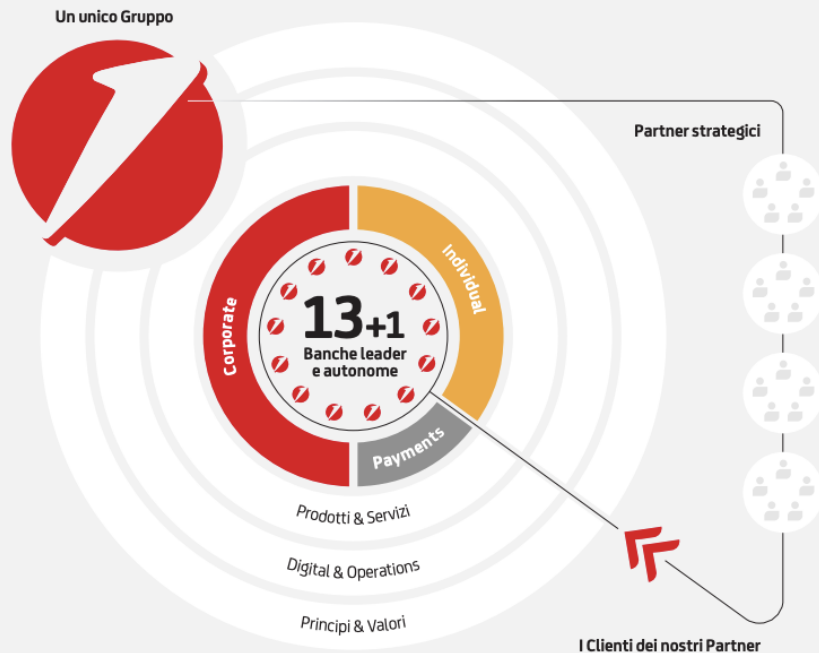 Un unico Gruppo
Partner strategici
Corporate
Individual
13+1
Banche leader
e autonome
Payments
Prodotti & Servizi
Digital & Operations
Principi & Valori
I Clienti dei nostri Partner